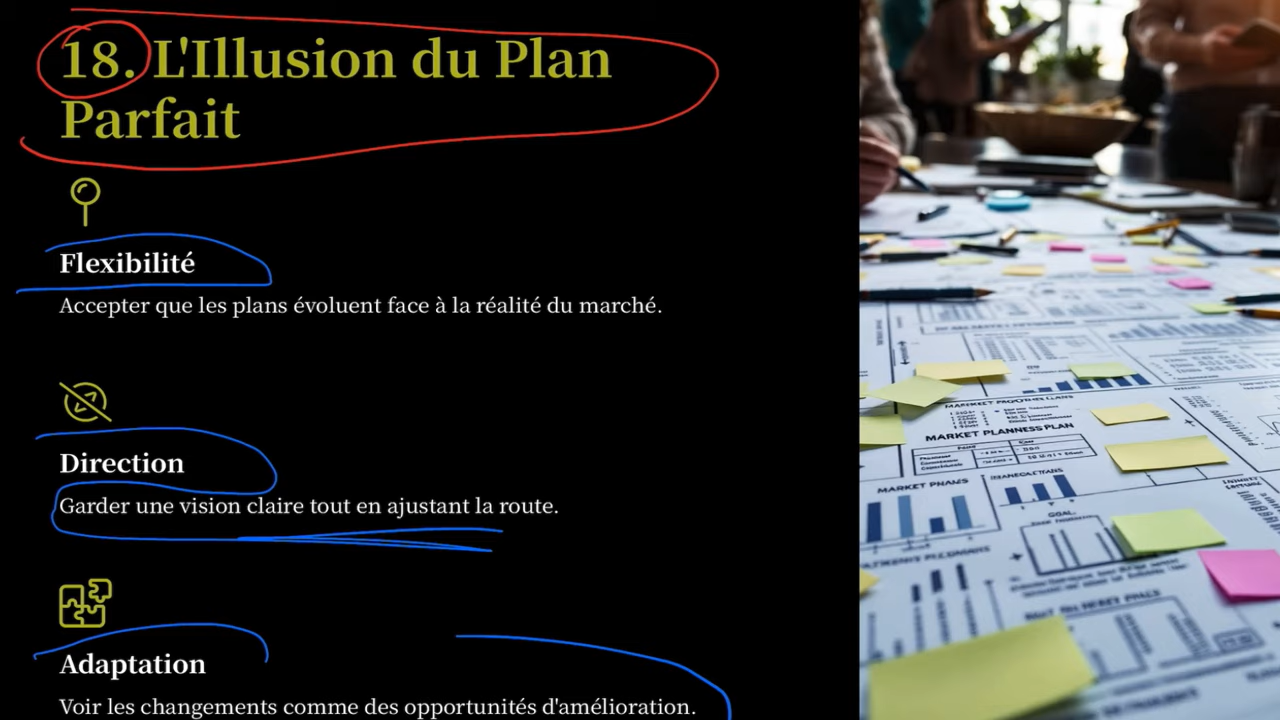 18. L'Illusion du Plan
Parfait
Flexibilité
Accepter que les plans évoluent face à la réalité du marché.
Direction
Garder une vision claire tout en ajustant la route.
Adaptation
Voir les changements comme des opportunités d'amélioration.
MARKET PLANNESS PLAN
MARKET PHALES
GOAL